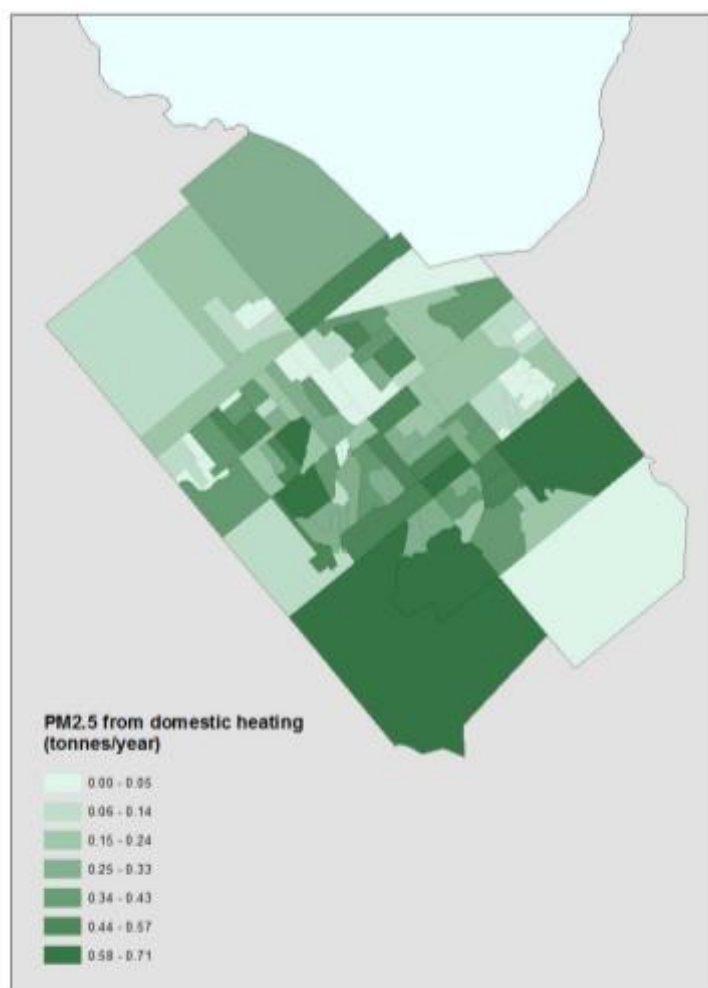 PM2.5 from domestic heating
(tonnes/year)
0.00 - 0.05
0.06 - 0.14
0.15 - 0.24
0.25 - 0.33
0.34 - 0.43
0.44 - 0.57
0.58 - 0.71